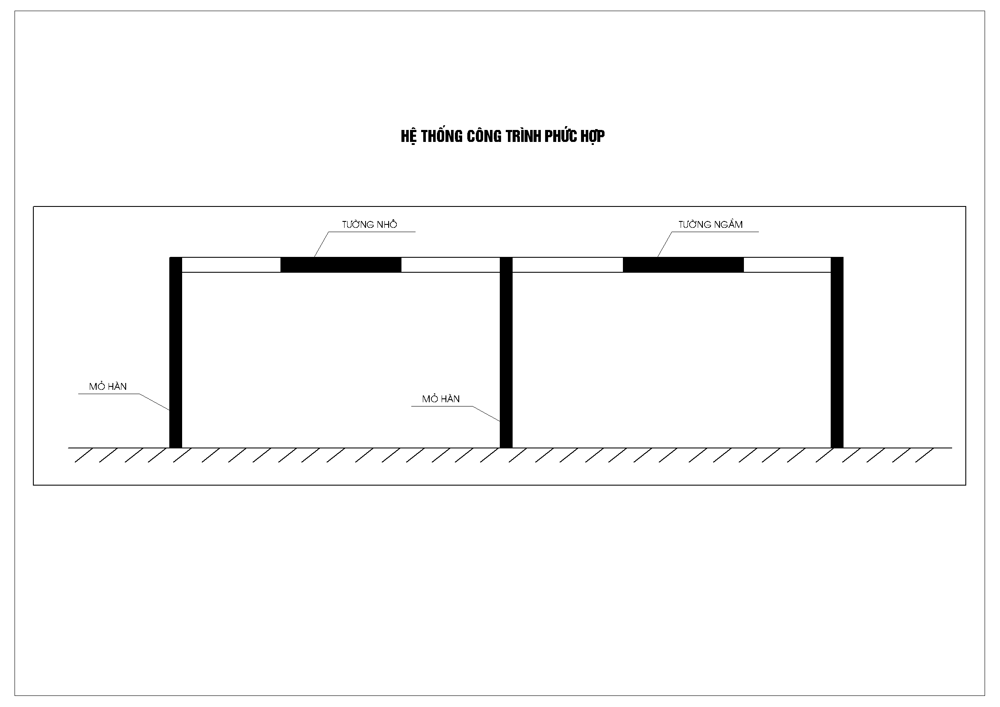 HỆ THỐNG CÔNG TRÌNH PHỨC HỢP
TƯỜNG NHÔ
TƯỜNG NGẦM
MỎ HÀN
MỎ HÀN